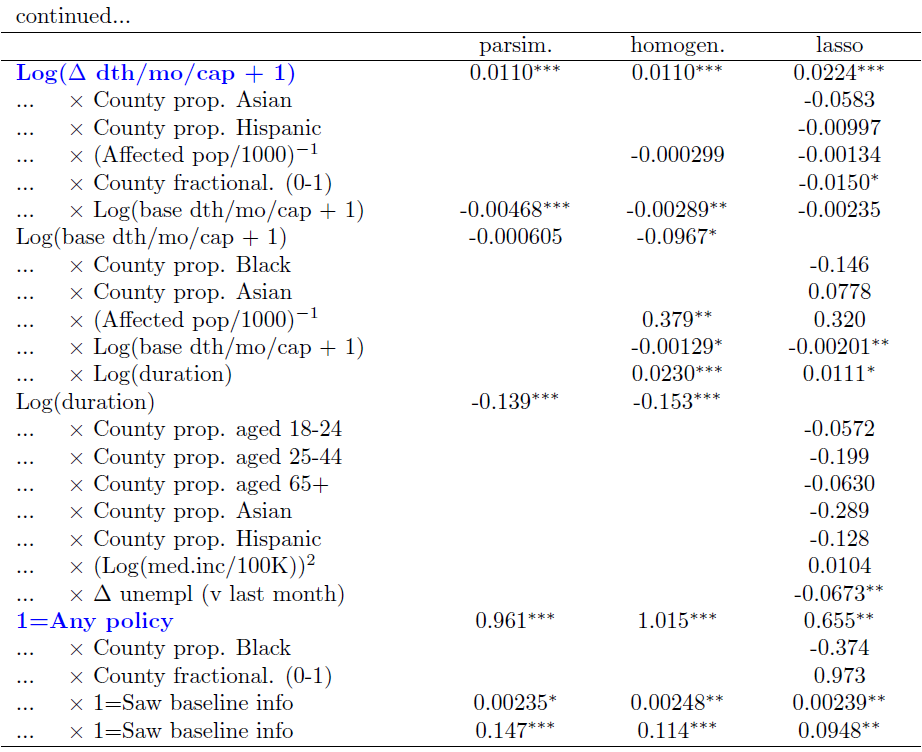 continued...
parsim. homogen. lasso
Log(Δ dth/mo/cap + 1) 0.0110*** 0.0110*** 0.0224***
... × County prop. Asian -0.0583
... × County prop. Hispanic -0.00997
... × (Affected pop/1000)⁻¹ -0.000299 -0.00134
... × County fractional. (0-1) -0.0150*
... × Log(base dth/mo/cap + 1) -0.00468*** -0.00289** -0.00235
Log(base dth/mo/cap + 1) -0.000605 -0.0967*
... × County prop. Black -0.146
... × County prop. Asian 0.0778
... × (Affected pop/1000)⁻¹ 0.379** 0.320
... × Log(base dth/mo/cap + 1) -0.00129* -0.00201**
... × Log(duration) 0.0230*** 0.0111*
Log(duration) -0.139*** -0.153***
... × County prop. aged 18-24 -0.0572
... × County prop. aged 25-44 -0.199
... × County prop. aged 65+ -0.0630
... × County prop. Asian -0.289
... × County prop. Hispanic -0.128
... × (Log(med.inc/100K))² 0.0104
... × Δ unempl (v last month) -0.0673**
1=Any policy 0.961*** 1.015*** 0.655**
... × County prop. Black -0.374
... × County fractional. (0-1) 0.973
... × 1=Saw baseline info 0.00235* 0.00248** 0.00239**
... × 1=Saw baseline info 0.147*** 0.114*** 0.0948**